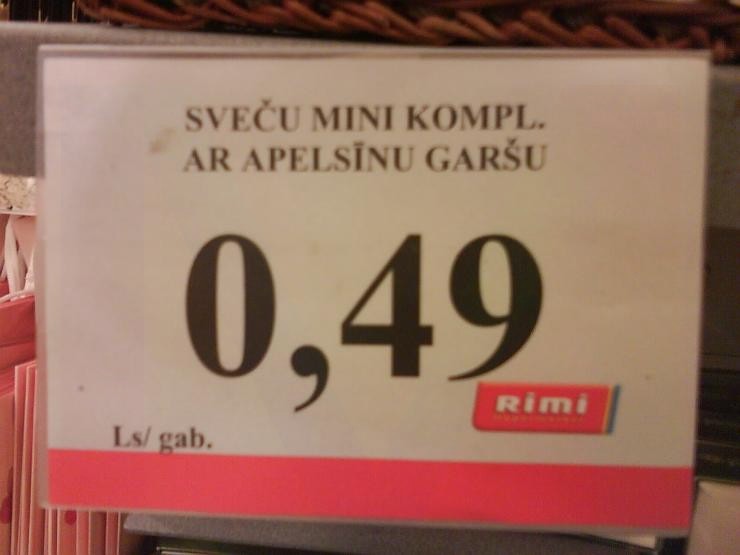 SVEČU MINI KOMPL.
AR APELSĪNU GARŠU
0,49
Rimi
Ls/ gab.